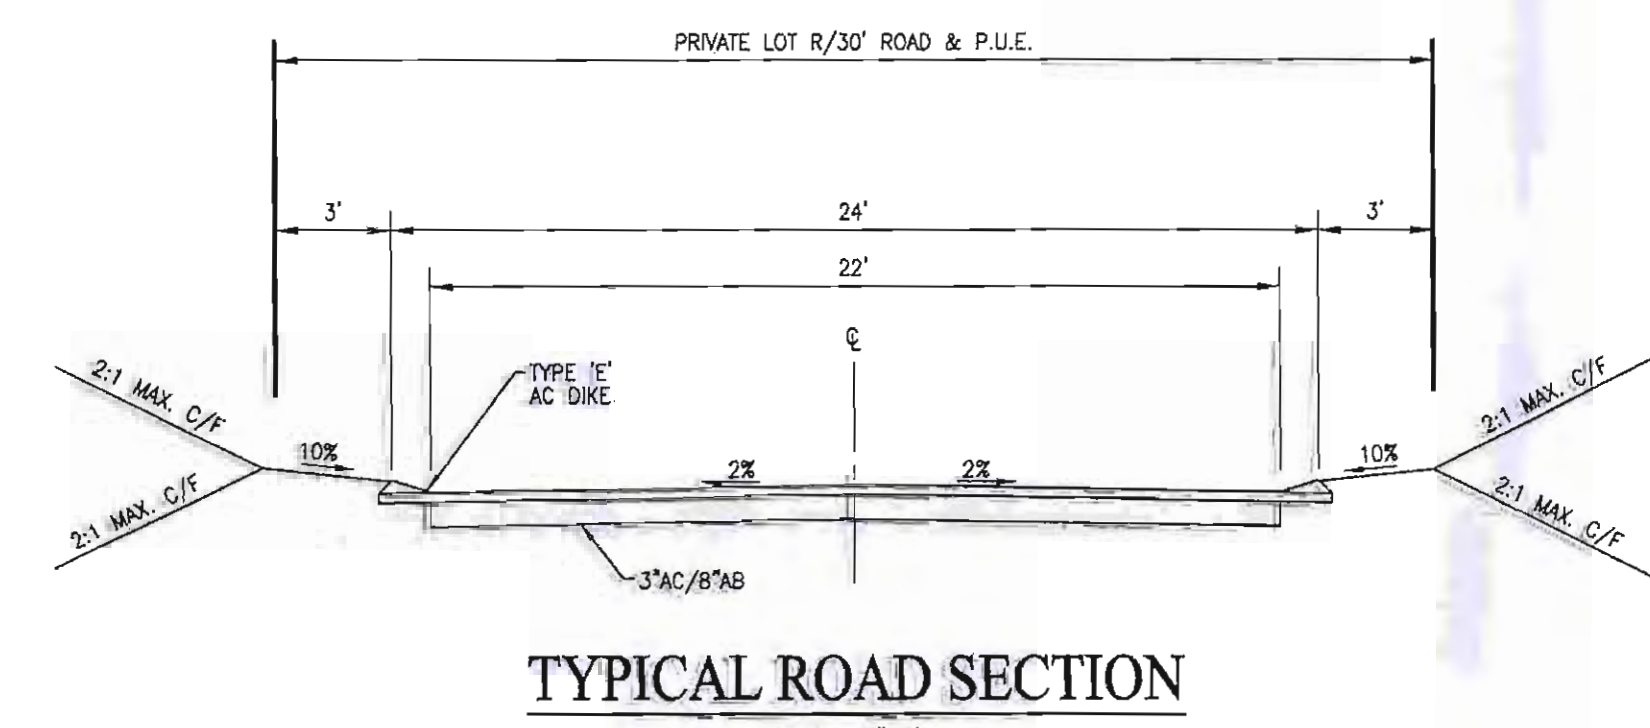 PRIVATE LOT R/30' ROAD & P.U.E.
3'
24'
3'
22'
℄
TYPE 'E'
AC DIKE
2:1 MAX. C/F
2:1 MAX. C/F
10%
2%
2%
10%
2:1 MAX. C/F
2:1 MAX. C/F
3"AC/8"AB
TYPICAL ROAD SECTION